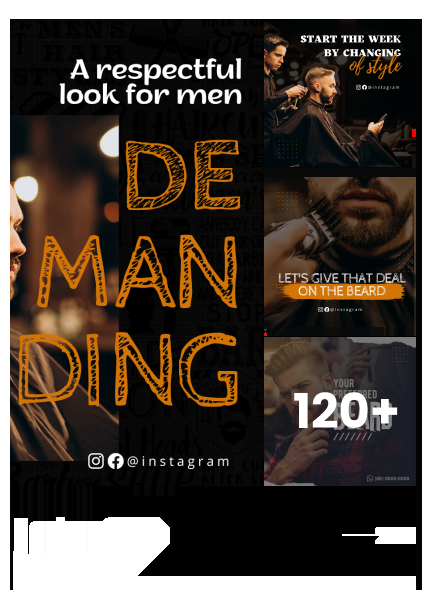 A respectful
look for men
DE
MAN
DING
@instagram
START THE WEEK
BY CHANGING
of style
@instagram
LET'S GIVE THAT DEAL
ON THE BEARD
@instagram
YOUR
PREFERRED
120+